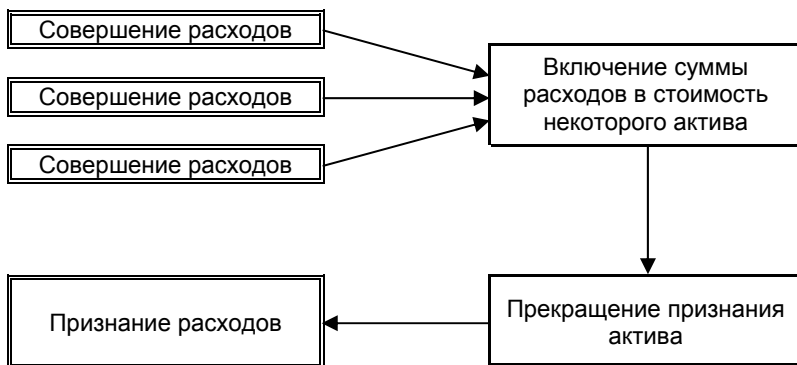 Совершение расходов
Совершение расходов
Совершение расходов
Включение суммы
расходов в стоимость
некоторого актива
Признание расходов
Прекращение признания
актива